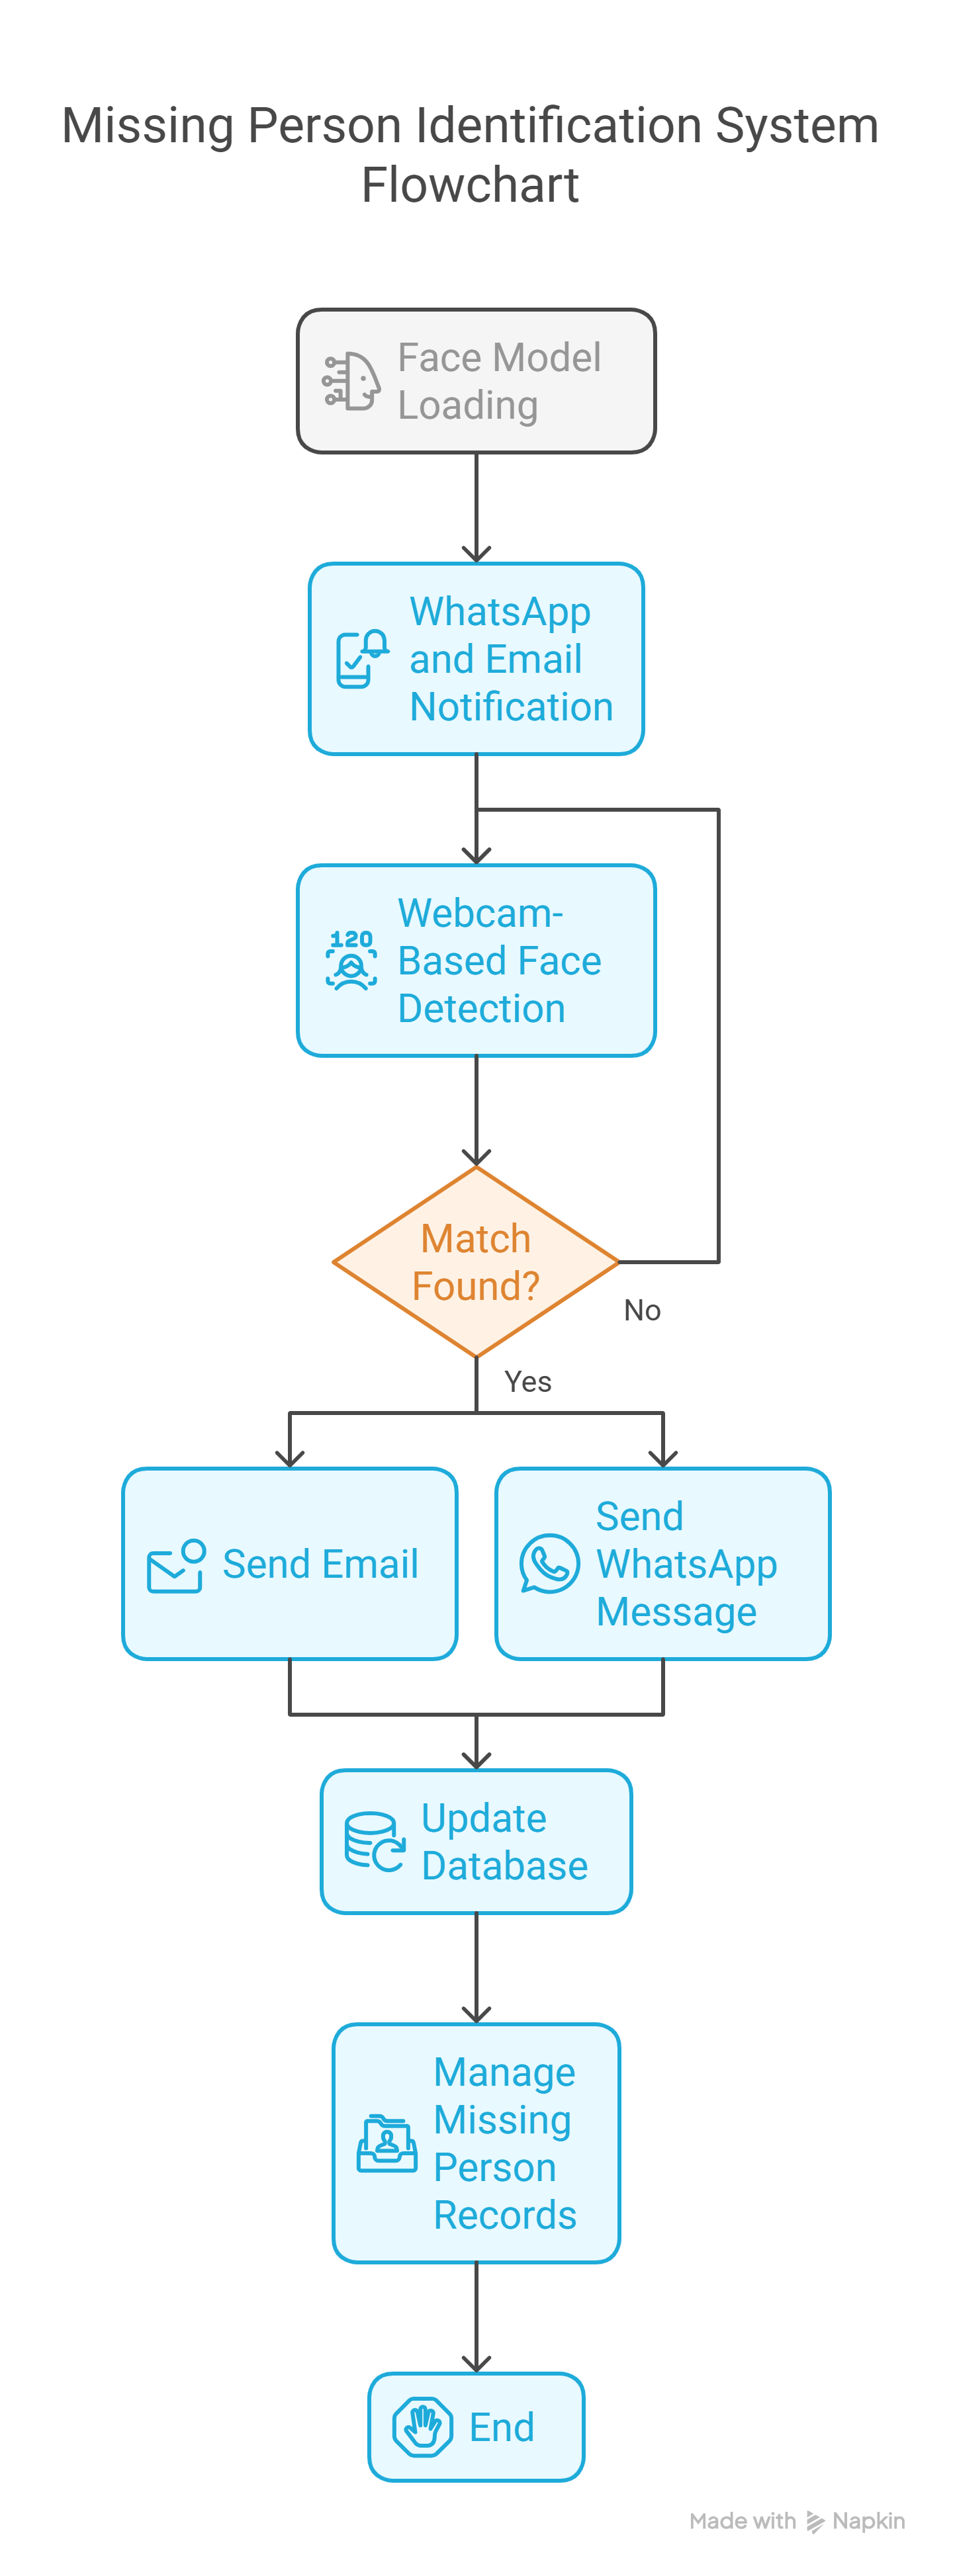 Missing Person Identification System
Flowchart
Face Model
Loading
WhatsApp
and Email
Notification
120
Webcam-
Based Face
Detection
Match
Found?
No
Yes
Send Email
Send
WhatsApp
Message
Update
Database
Manage
Missing
Person
Records
End
Made with Napkin